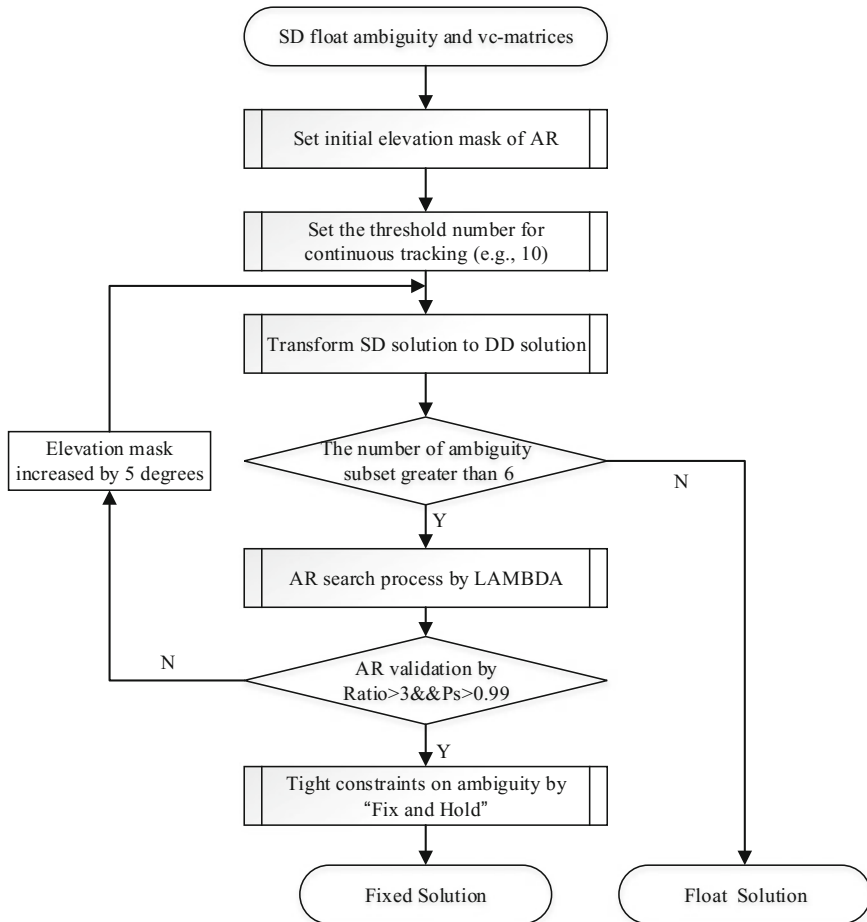 SD float ambiguity and vc-matrices
Set initial elevation mask of AR
Set the threshold number for
continuous tracking (e.g., 10)
Transform SD solution to DD solution
Elevation mask
increased by 5 degrees
The number of ambiguity
subset greater than 6
N
Y
AR search process by LAMBDA
N
AR validation by
Ratio>3&&Ps>0.99
Y
Tight constraints on ambiguity by
“Fix and Hold”
Fixed Solution
Float Solution